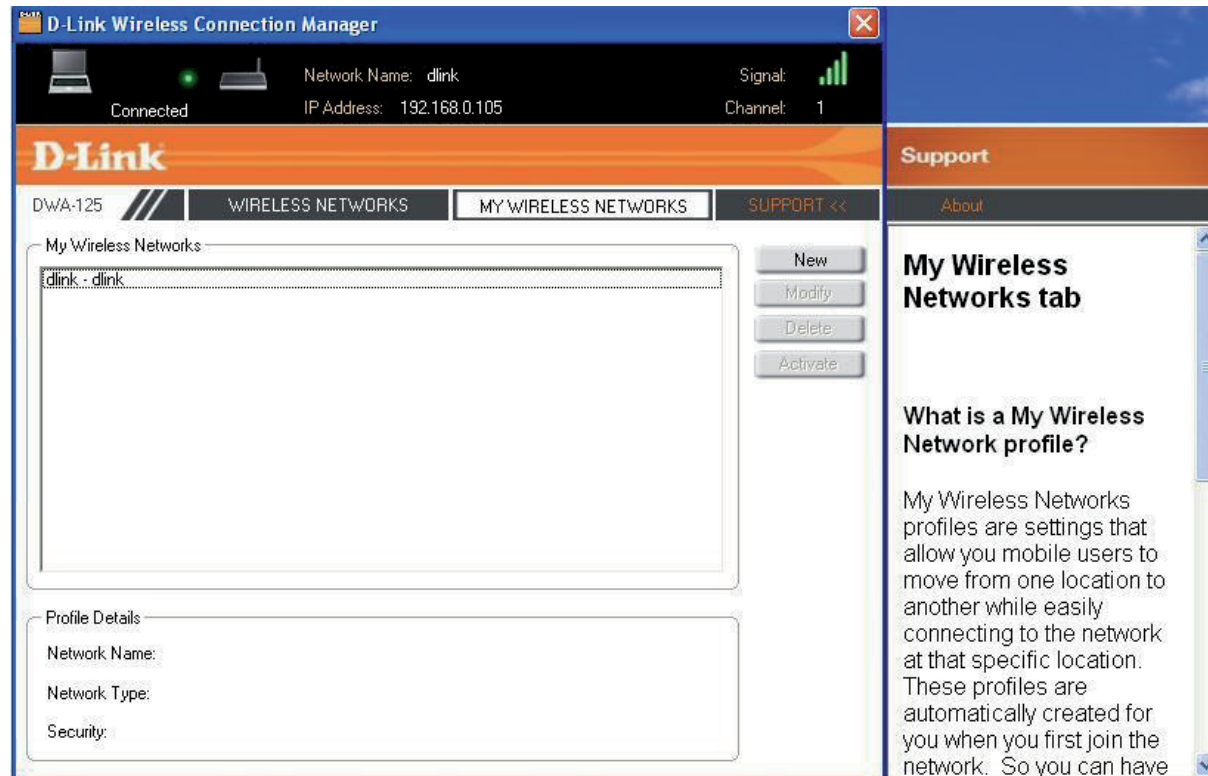 D-Link Wireless Connection Manager
Network Name: dlink
Signal:
Connected
IP Address: 192.168.0.105
Channel: 1
D-Link
DWA-125
WIRELESS NETWORKS
MY WIRELESS NETWORKS
SUPPORT <<
My Wireless Networks
dlink - dlink
New
Modify
Delete
Activate
Profile Details
Network Name:
Network Type:
Security:
Support
About
My Wireless
Networks tab
What is a My Wireless
Network profile?
My Wireless Networks
profiles are settings that
allow you mobile users to
move from one location to
another while easily
connecting to the network
at that specific location.
These profiles are
automatically created for
you when you first join the
network. So you can have